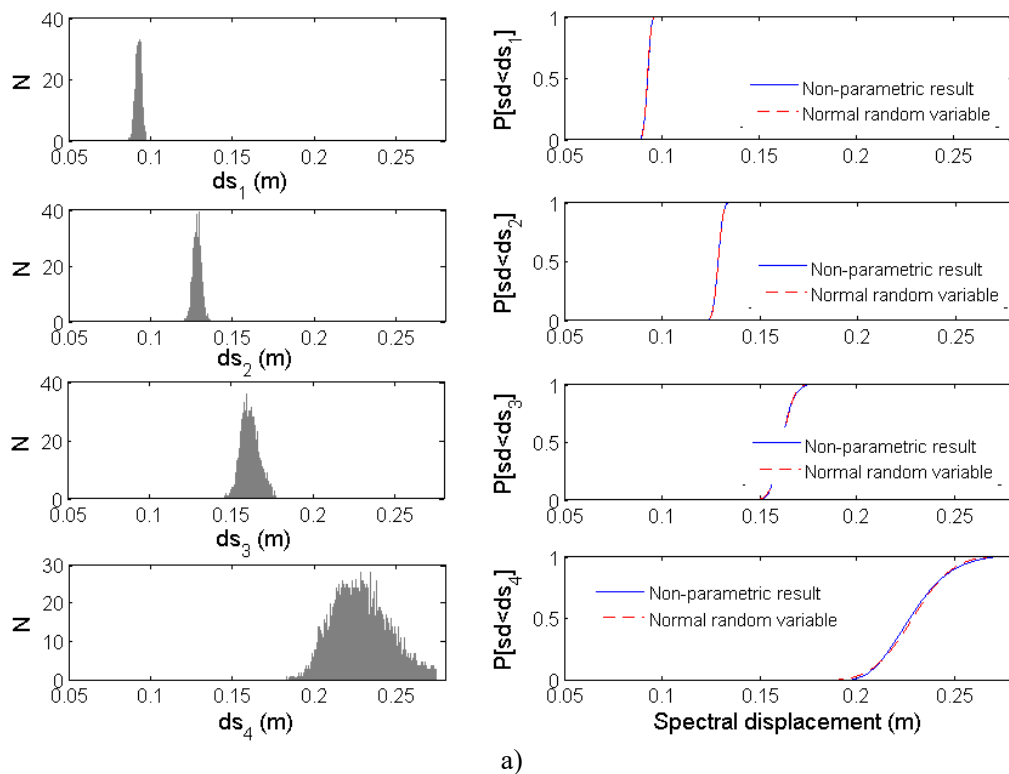 40
20
0
N
0.05 0.1 0.15 0.2 0.25
ds1 (m)
1
0.5
0
P[sd<ds1]
Non-parametric result
Normal random variable
0.05 0.1 0.15 0.2 0.25
40
20
0
N
0.05 0.1 0.15 0.2 0.25
ds2 (m)
1
0.5
0
P[sd<ds2]
Non-parametric result
Normal random variable
0.05 0.1 0.15 0.2 0.25
40
20
0
N
0.05 0.1 0.15 0.2 0.25
ds3 (m)
1
0.5
0
P[sd<ds3]
Non-parametric result
Normal random variable
0.05 0.1 0.15 0.2 0.25
30
20
10
0
N
0.05 0.1 0.15 0.2 0.25
ds4 (m)
1
0.5
0
P[sd<ds4]
Non-parametric result
Normal random variable
0.05 0.1 0.15 0.2 0.25
Spectral displacement (m)
a)